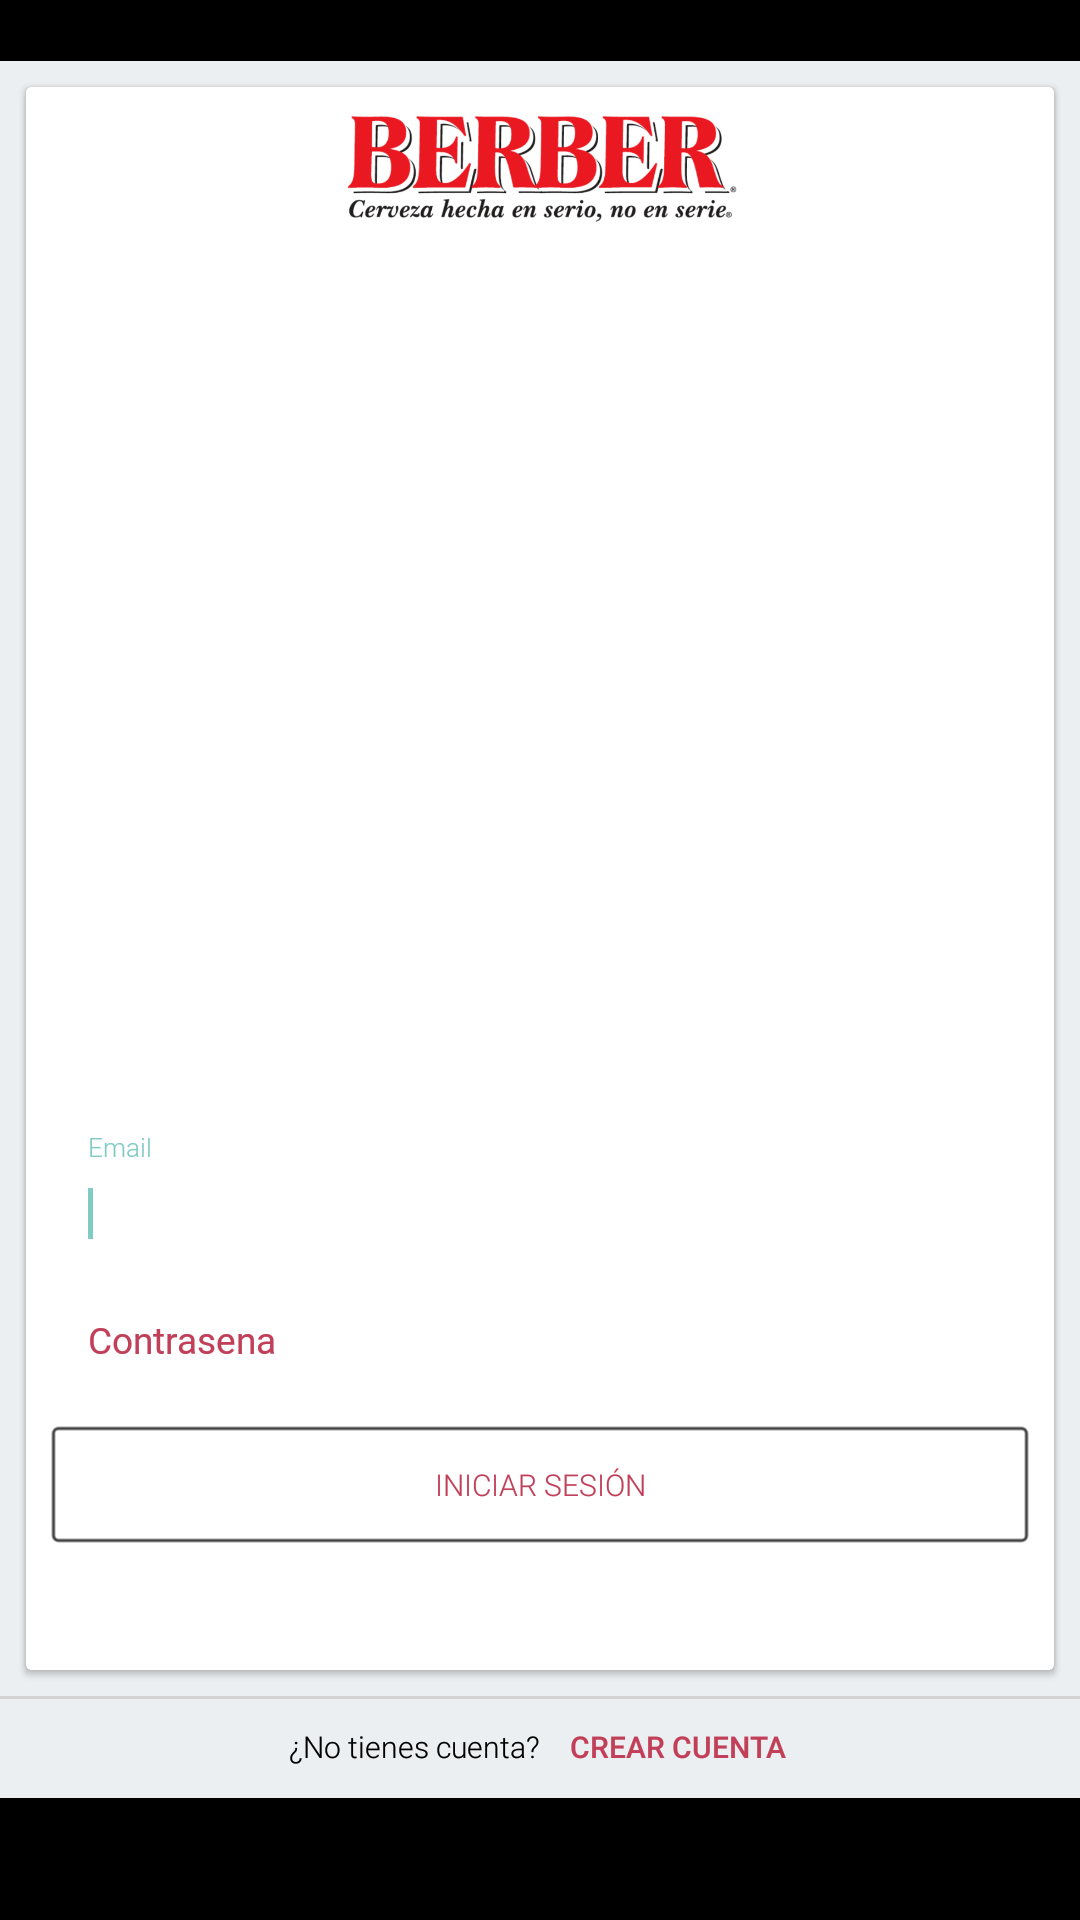 BERBER®
Cerveza hecha en serio, no en serie®
Email
Contrasena
INICIAR SESIÓN
¿No tienes cuenta? CREAR CUENTA